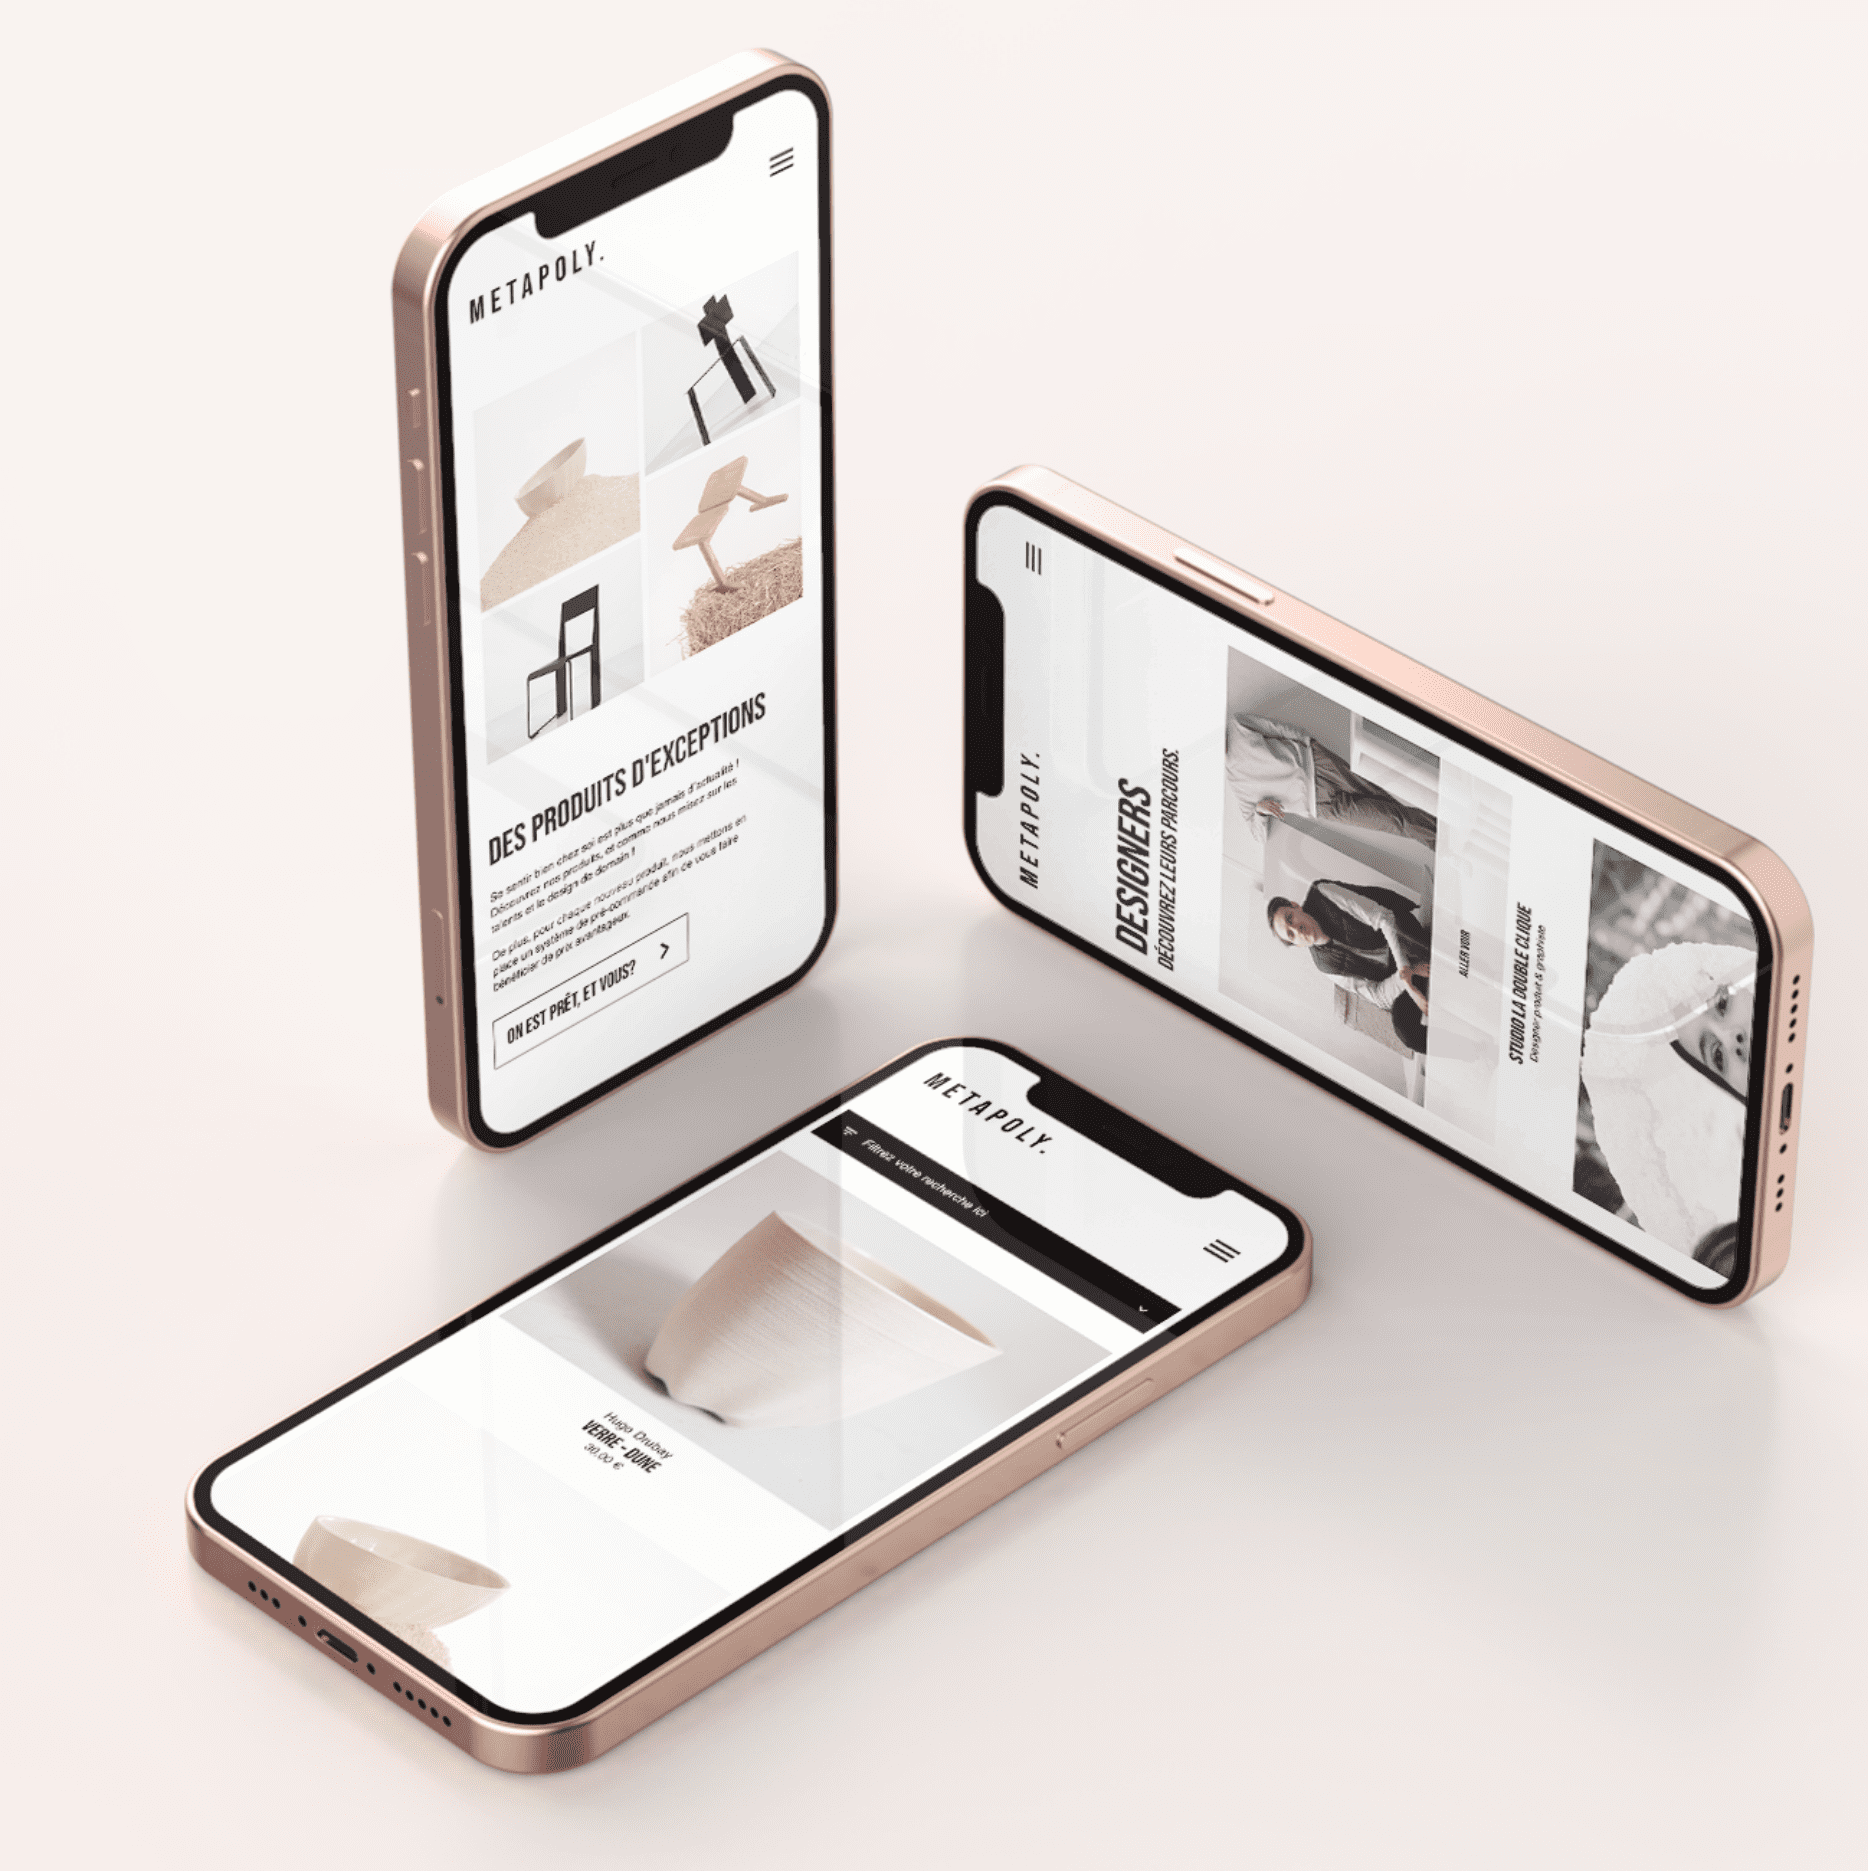 METAPOLY.
DES PRODUITS D'EXCEPTIONS
Se sentir bien chez soi est plus que jamais d'actualité !
Découvrez nos produits, et comme nous misez sur les
talents et le design de demain !
De plus, pour chaque nouveau produit, nous mettons en
place un système de pré-commande afin de vous faire
bénéficier de prix avantageux.
ON EST PRÊT, ET VOUS?
METAPOLY.
DESIGNERS
DÉCOUVREZ LEURS PARCOURS.
ALLER VOIR
STUDIO LA DOUBLE CLIQUE
Designer produit & graphiste
METAPOLY.
Filtrez votre recherche ici
Hugo Drubay
VERRE - DUNE
30,00 €